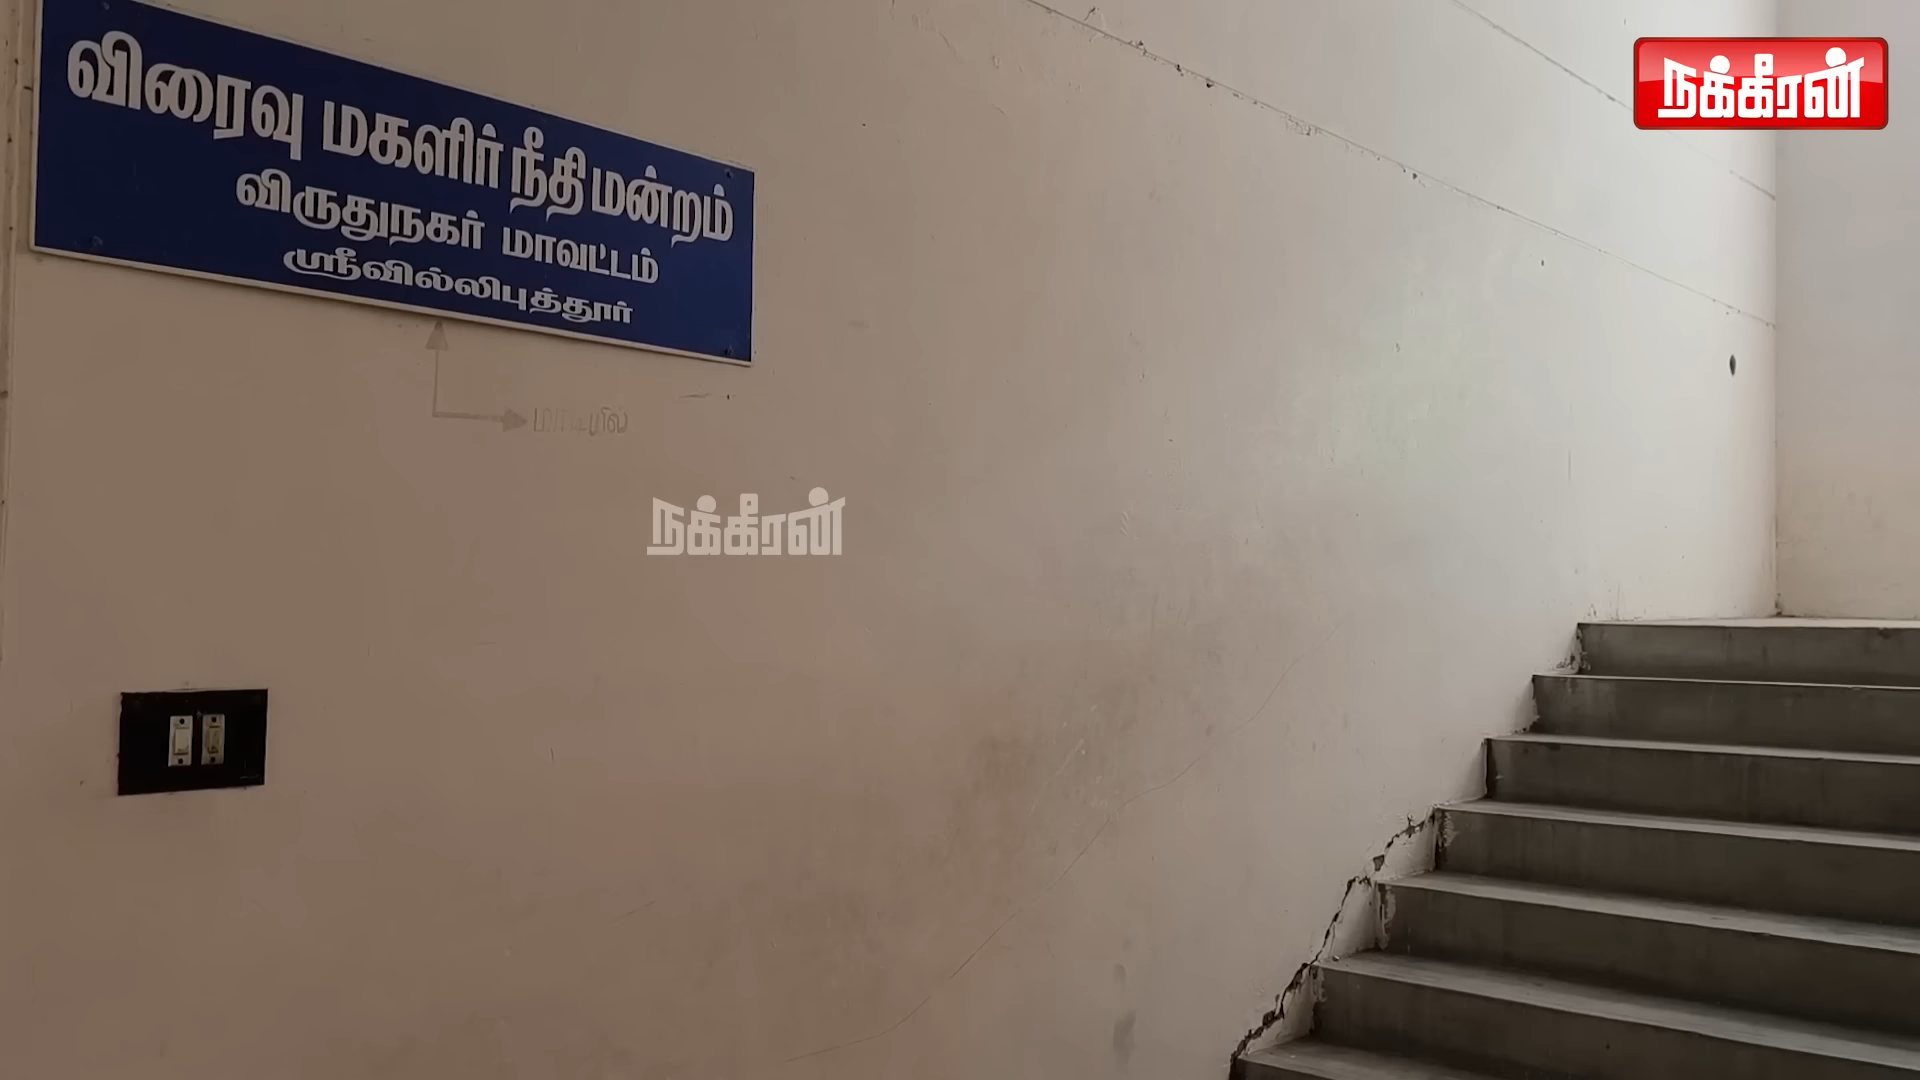 விரைவு மகளிர் நீதிமன்றம்
விருதுநகர் மாவட்டம்
ஸ்ரீவில்லிபுத்தூர்
மாடியில்
நக்கீரன்
நக்கீரன்